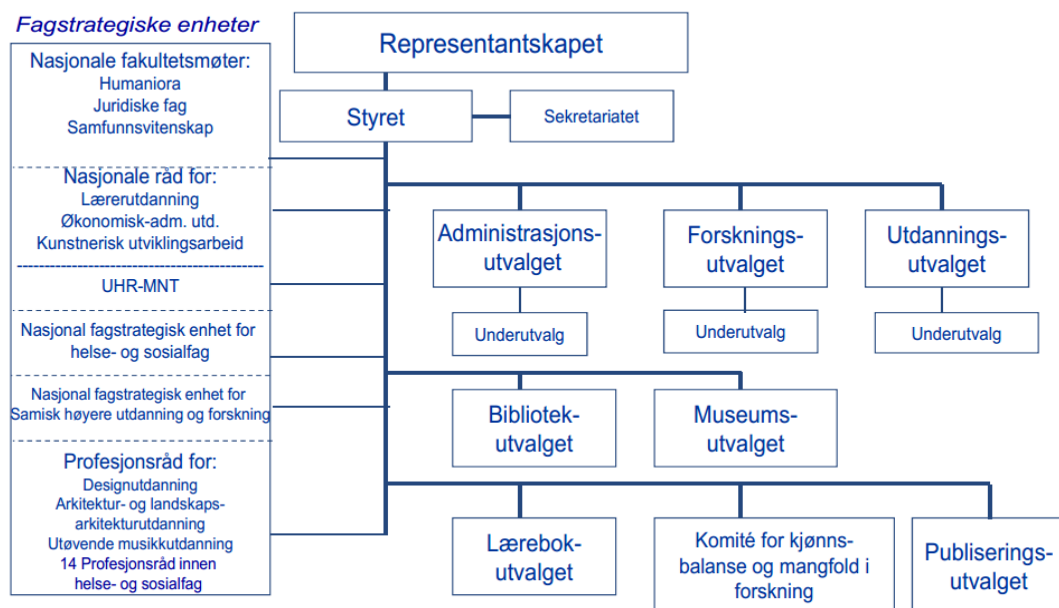 Fagstrategiske enheter
Nasjonale fakultetsmøter:
Humaniora
Juridiske fag
Samfunnsvitenskap
Nasjonale råd for:
Lærerutdanning
Økonomisk-adm. utd.
Kunstnerisk utviklingsarbeid
UHR-MNT
Nasjonal fagstrategisk enhet for
helse- og sosialfag
Nasjonal fagstrategisk enhet for
Samisk høyere utdanning og forskning
Profesjonsråd for:
Designutdanning
Arkitektur- og landskaps-
arkitekturutdanning
Utøvende musikkutdanning
14 Profesjonsråd innen
helse- og sosialfag
Representantskapet
Styret
Sekretariatet
Administrasjons-
utvalget
Forsknings-
utvalget
Utdannings-
utvalget
Underutvalg
Underutvalg
Underutvalg
Bibliotek-
utvalget
Museums-
utvalget
Lærebok-
utvalget
Komité for kjønns-
balanse og mangfold i
forskning
Publiserings-
utvalget